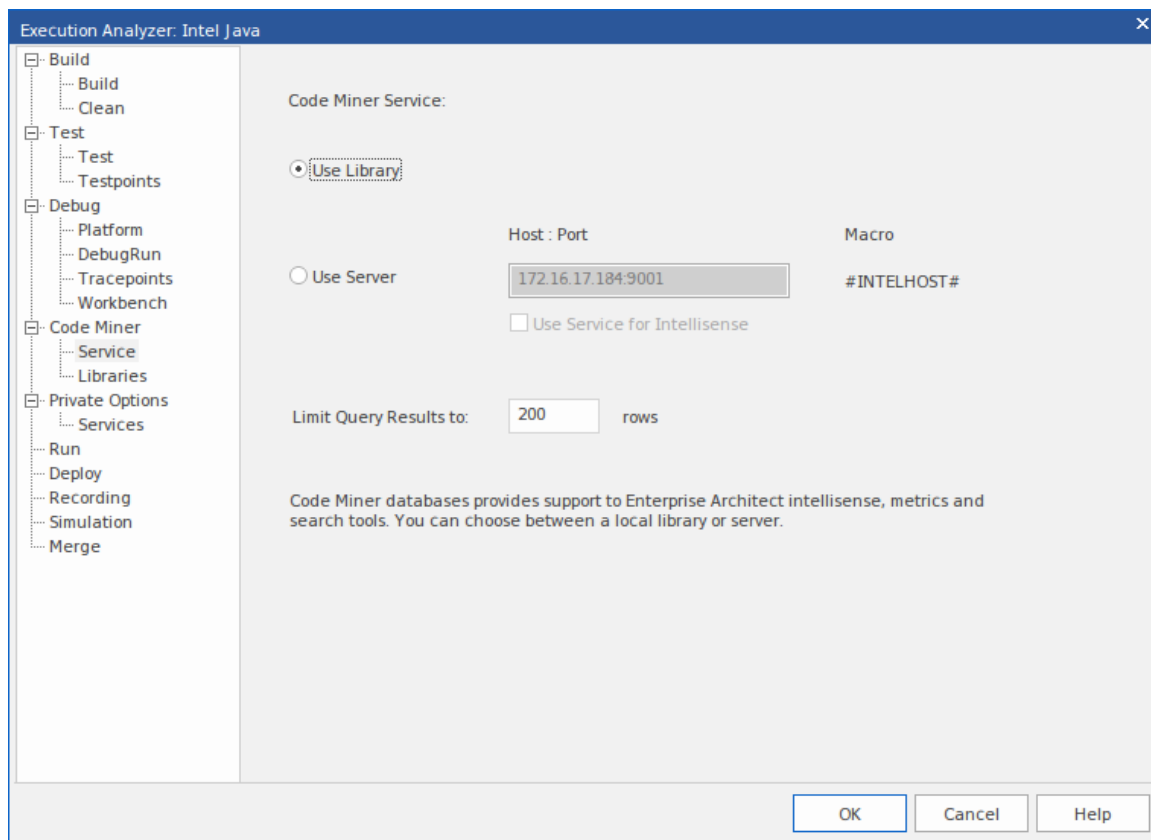 Execution Analyzer: Intel Java
Build
Build
Clean
Test
Test
Testpoints
Debug
Platform
DebugRun
Tracepoints
Workbench
Code Miner
Service
Libraries
Private Options
Services
Run
Deploy
Recording
Simulation
Merge
Code Miner Service:
Use Library
Host : Port
Macro
Use Server
172.16.17.184:9001
#INTELHOST#
Use Service for Intellisense
Limit Query Results to:
200
rows
Code Miner databases provides support to Enterprise Architect intellisense, metrics and
search tools. You can choose between a local library or server.
OK
Cancel
Help